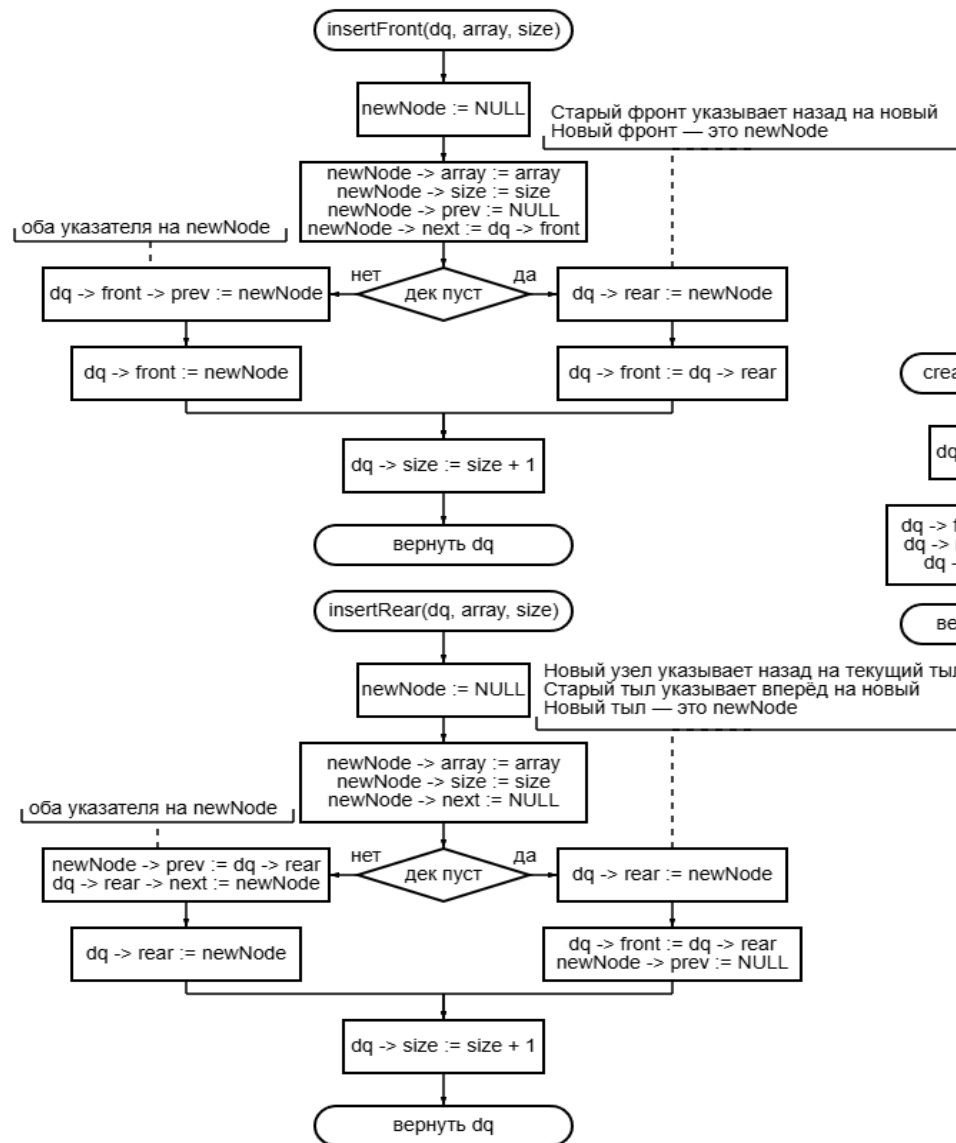 insertFront(dq, array, size)
newNode := NULL
Старый фронт указывает назад на новый
Новый фронт — это newNode
newNode -> array := array
newNode -> size := size
newNode -> prev := NULL
newNode -> next := dq -> front
оба указателя на newNode
нет
да
dq -> front -> prev := newNode
дек пуст
dq -> rear := newNode
dq -> front := newNode
dq -> front := dq -> rear
crea
dq -> size := size + 1
dq
вернуть dq
dq -> f
dq ->
dq -
insertRear(dq, array, size)
ве
newNode := NULL
Новый узел указывает назад на текущий тыл
Старый тыл указывает вперёд на новый
Новый тыл — это newNode
newNode -> array := array
newNode -> size := size
newNode -> next := NULL
оба указателя на newNode
нет
да
newNode -> prev := dq -> rear
dq -> rear -> next := newNode
дек пуст
dq -> rear := newNode
dq -> rear := newNode
dq -> front := dq -> rear
newNode -> prev := NULL
dq -> size := size + 1
вернуть dq